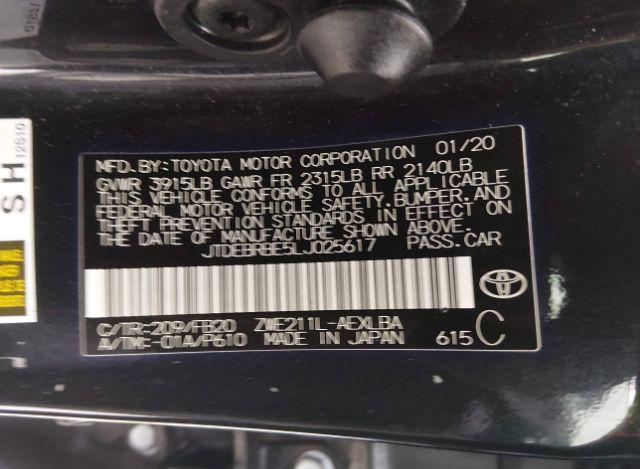 MFD. BY: TOYOTA MOTOR CORPORATION 01/20
GVWR 3915LB GAWR FR 2315LB RR 2140LB
THIS VEHICLE CONFORMS TO ALL APPLICABLE
FEDERAL MOTOR VEHICLE SAFETY, BUMPER, AND
THEFT PREVENTION STANDARDS IN EFFECT ON
THE DATE OF MANUFACTURE SHOWN ABOVE.
JTDEBRBE5LJ025617 PASS. CAR
C/TR: 209/FB20 ZWE211L-AEXLBA
A/TM: -01A/P610 MADE IN JAPAN 615 C
SH
12S10